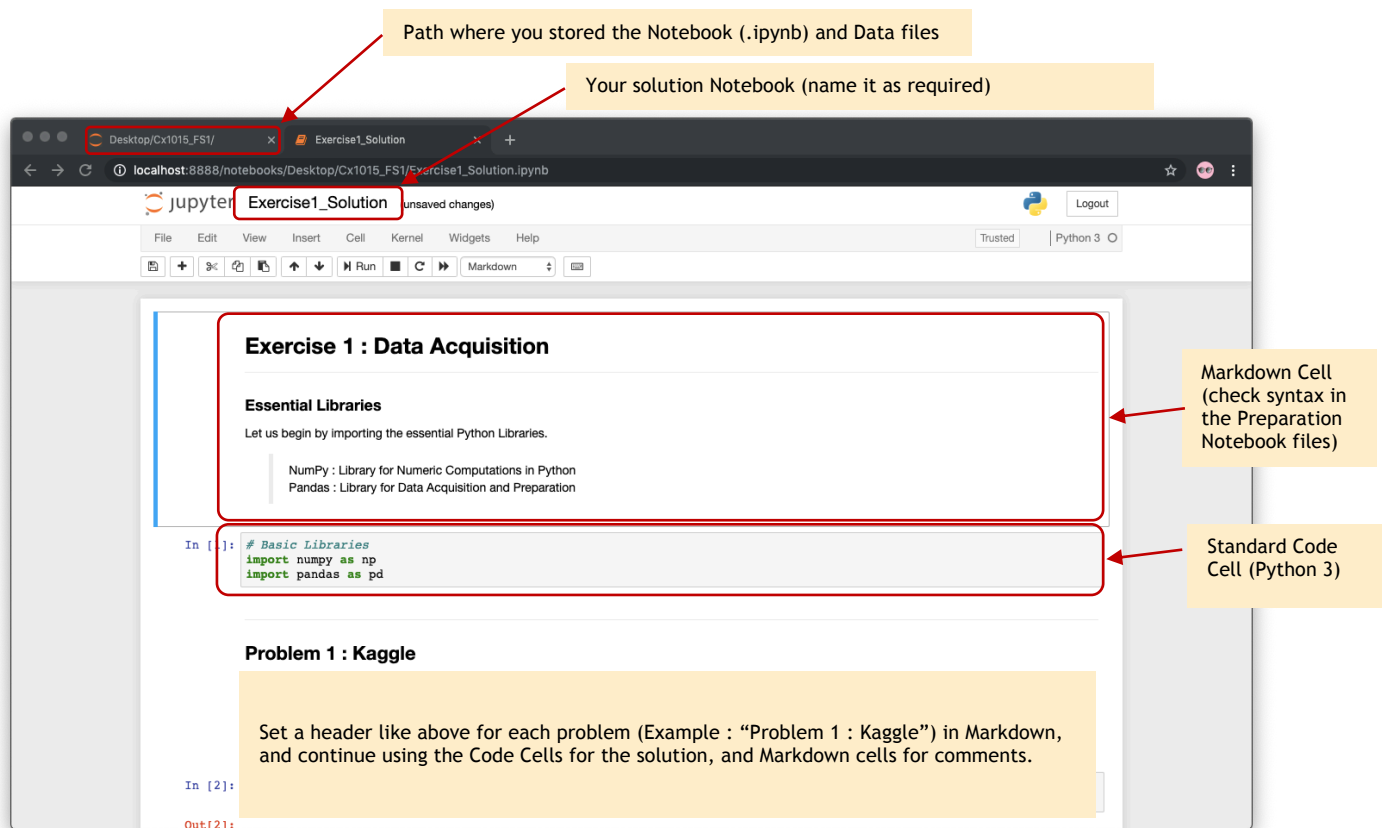 Path where you stored the Notebook (.ipynb) and Data files
Your solution Notebook (name it as required)
Desktop/Cx1015_FS1/
Exercise1_Solution
localhost:8888/notebooks/Desktop/Cx1015_FS1/Exercise1_Solution.ipynb
jupyter Exercise1_Solution (unsaved changes)
Logout
File Edit View Insert Cell Kernel Widgets Help
Trusted Python 3
Run Markdown
Exercise 1 : Data Acquisition
Essential Libraries
Let us begin by importing the essential Python Libraries.
NumPy : Library for Numeric Computations in Python
Pandas : Library for Data Acquisition and Preparation
Markdown Cell
(check syntax in
the Preparation
Notebook files)
In [1]: # Basic Libraries
import numpy as np
import pandas as pd
Standard Code
Cell (Python 3)
Problem 1 : Kaggle
Set a header like above for each problem (Example : “Problem 1 : Kaggle”) in Markdown,
and continue using the Code Cells for the solution, and Markdown cells for comments.
In [2]:
Out[2]: